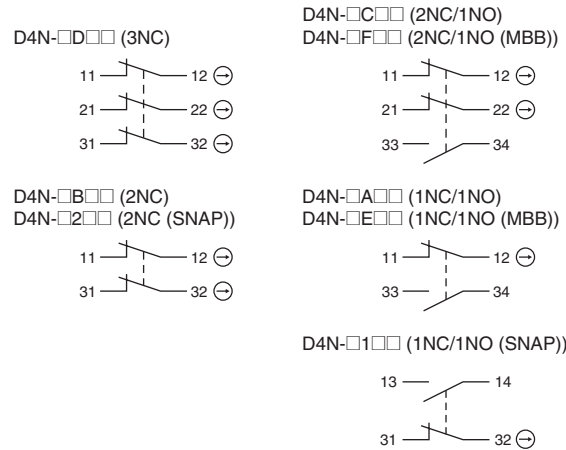 D4N-□D□□ (3NC)
11 12
21 22
31 32
D4N-□C□□ (2NC/1NO)
D4N-□F□□ (2NC/1NO (MBB))
11 12
21 22
33 34
D4N-□B□□ (2NC)
D4N-□2□□ (2NC (SNAP))
11 12
31 32
D4N-□A□□ (1NC/1NO)
D4N-□E□□ (1NC/1NO (MBB))
11 12
33 34
D4N-□1□□ (1NC/1NO (SNAP))
13 14
31 32